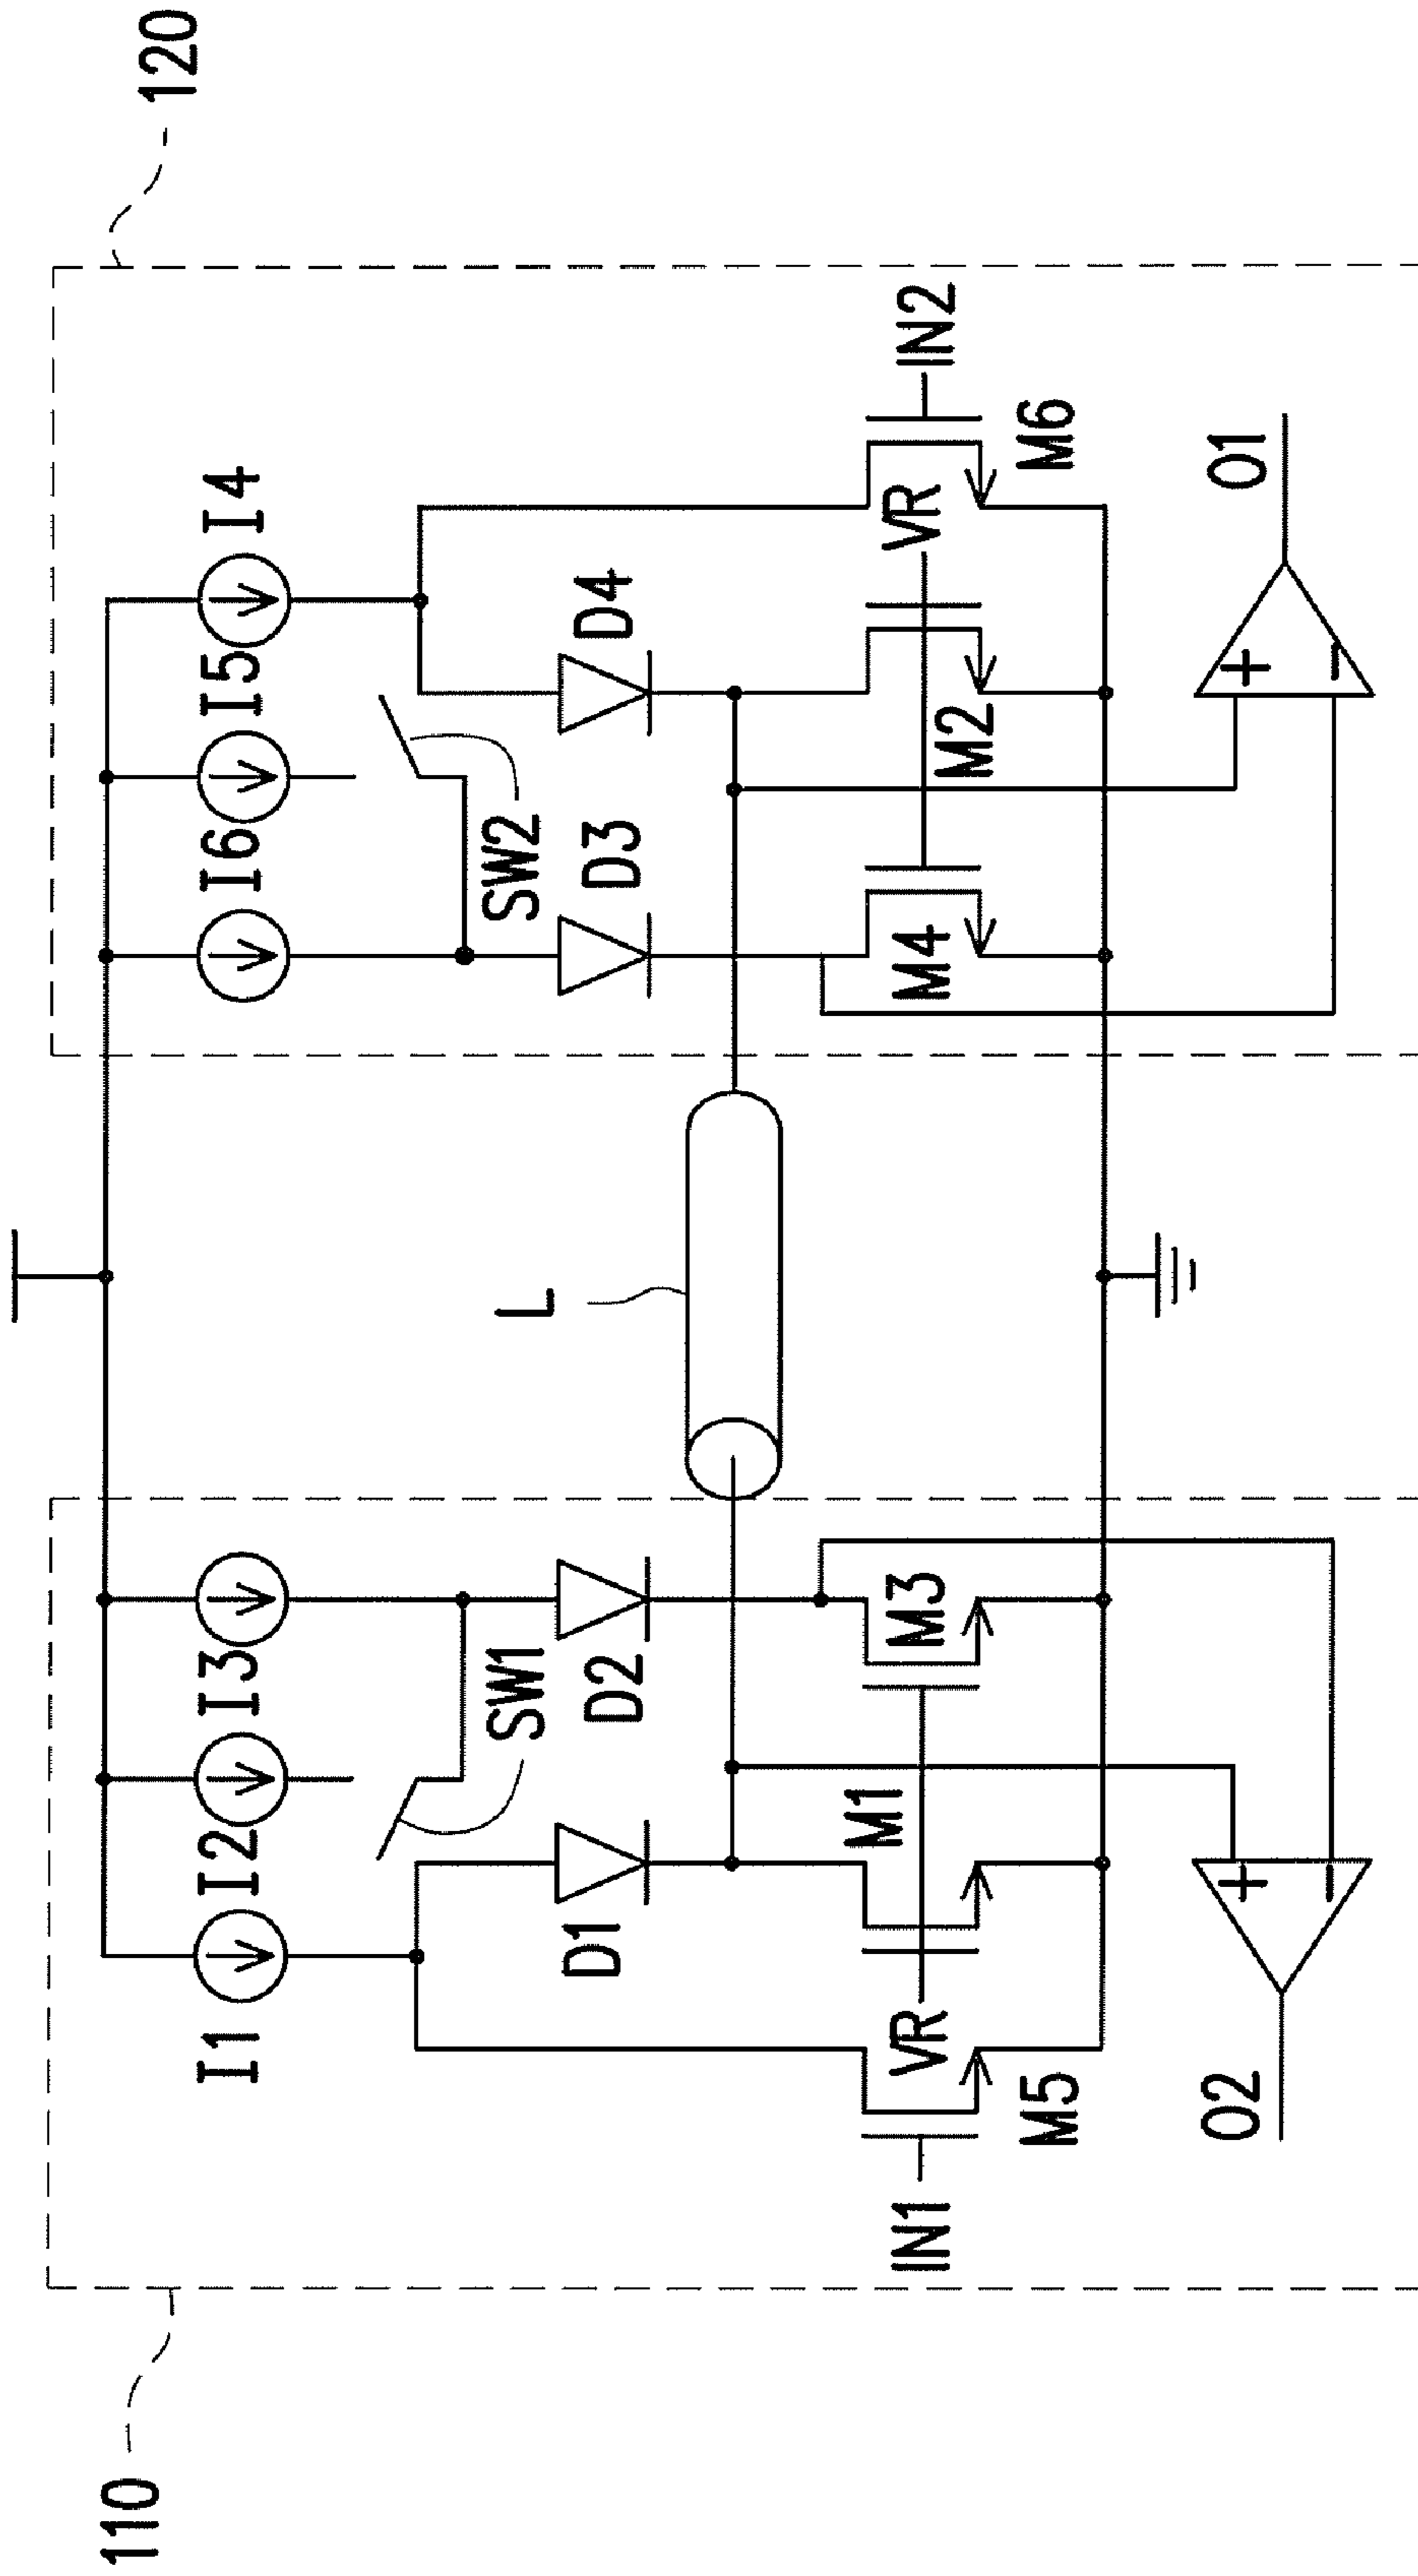 110
120
I1
I2
I3
I6
I5
I4
SW1
SW2
D1
D2
D3
D4
L
IN1
VR
M1
M3
M5
M4
M2
VR
IN2
M6
O2
+
−
O1
+
−